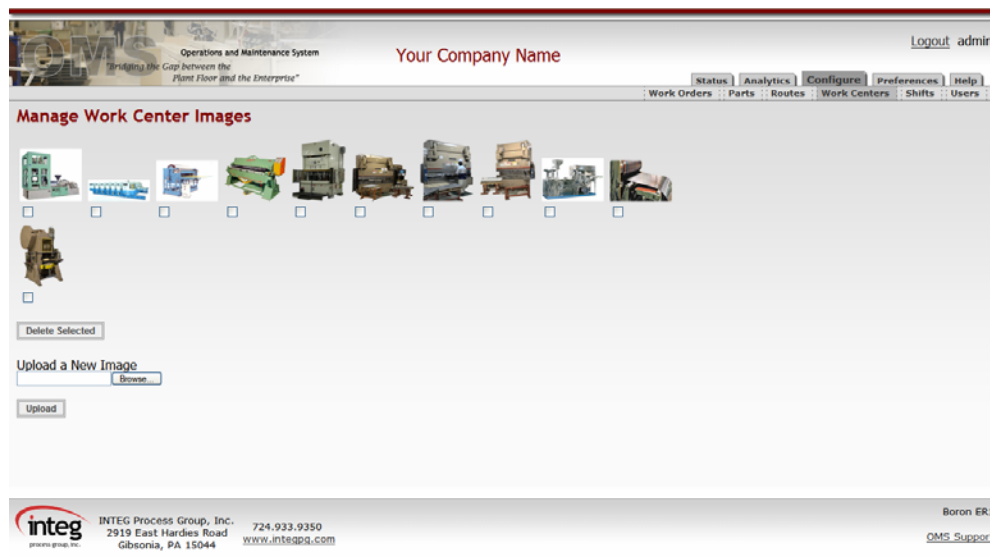 OMS
Operations and Maintenance System
"Bridging the Gap between the
Plant Floor and the Enterprise"
Your Company Name
Logout admin
Status Analytics Configure Preferences Help
Work Orders Parts Routes Work Centers Shifts Users
Manage Work Center Images
Delete Selected
Upload a New Image
Browse...
Upload
integ
process group, inc.
INTEG Process Group, Inc.
2919 East Hardies Road
Gibsonia, PA 15044
724.933.9350
www.integpg.com
Boron ER
OMS Suppor